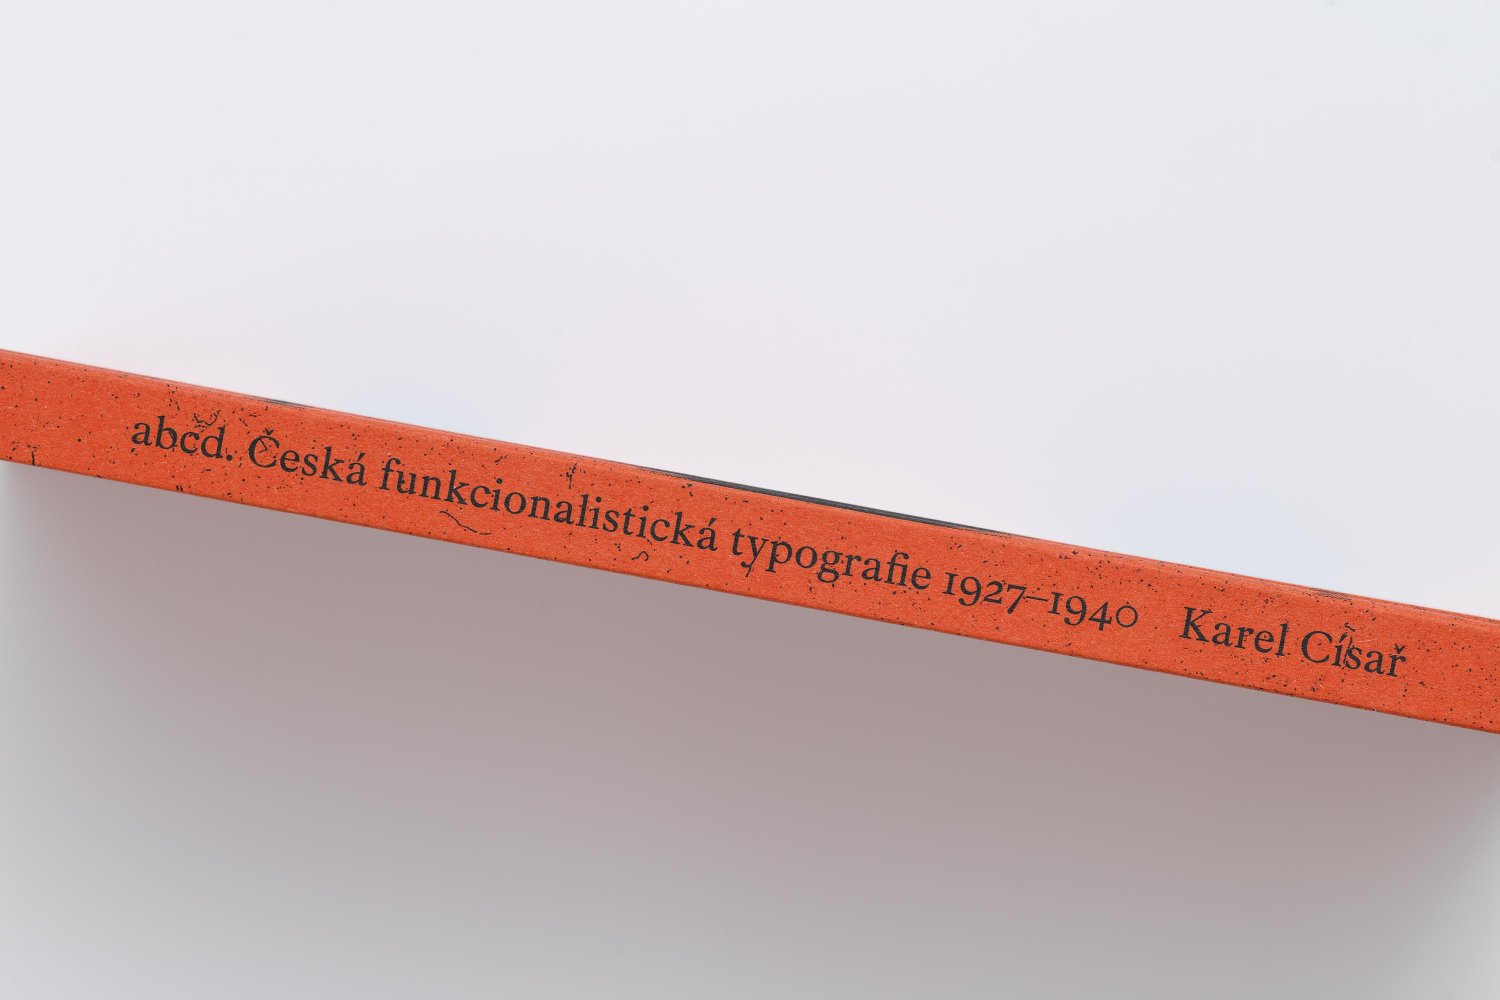 abcd. Česká funkcionalistická typografie 1927–1940 Karel Císař